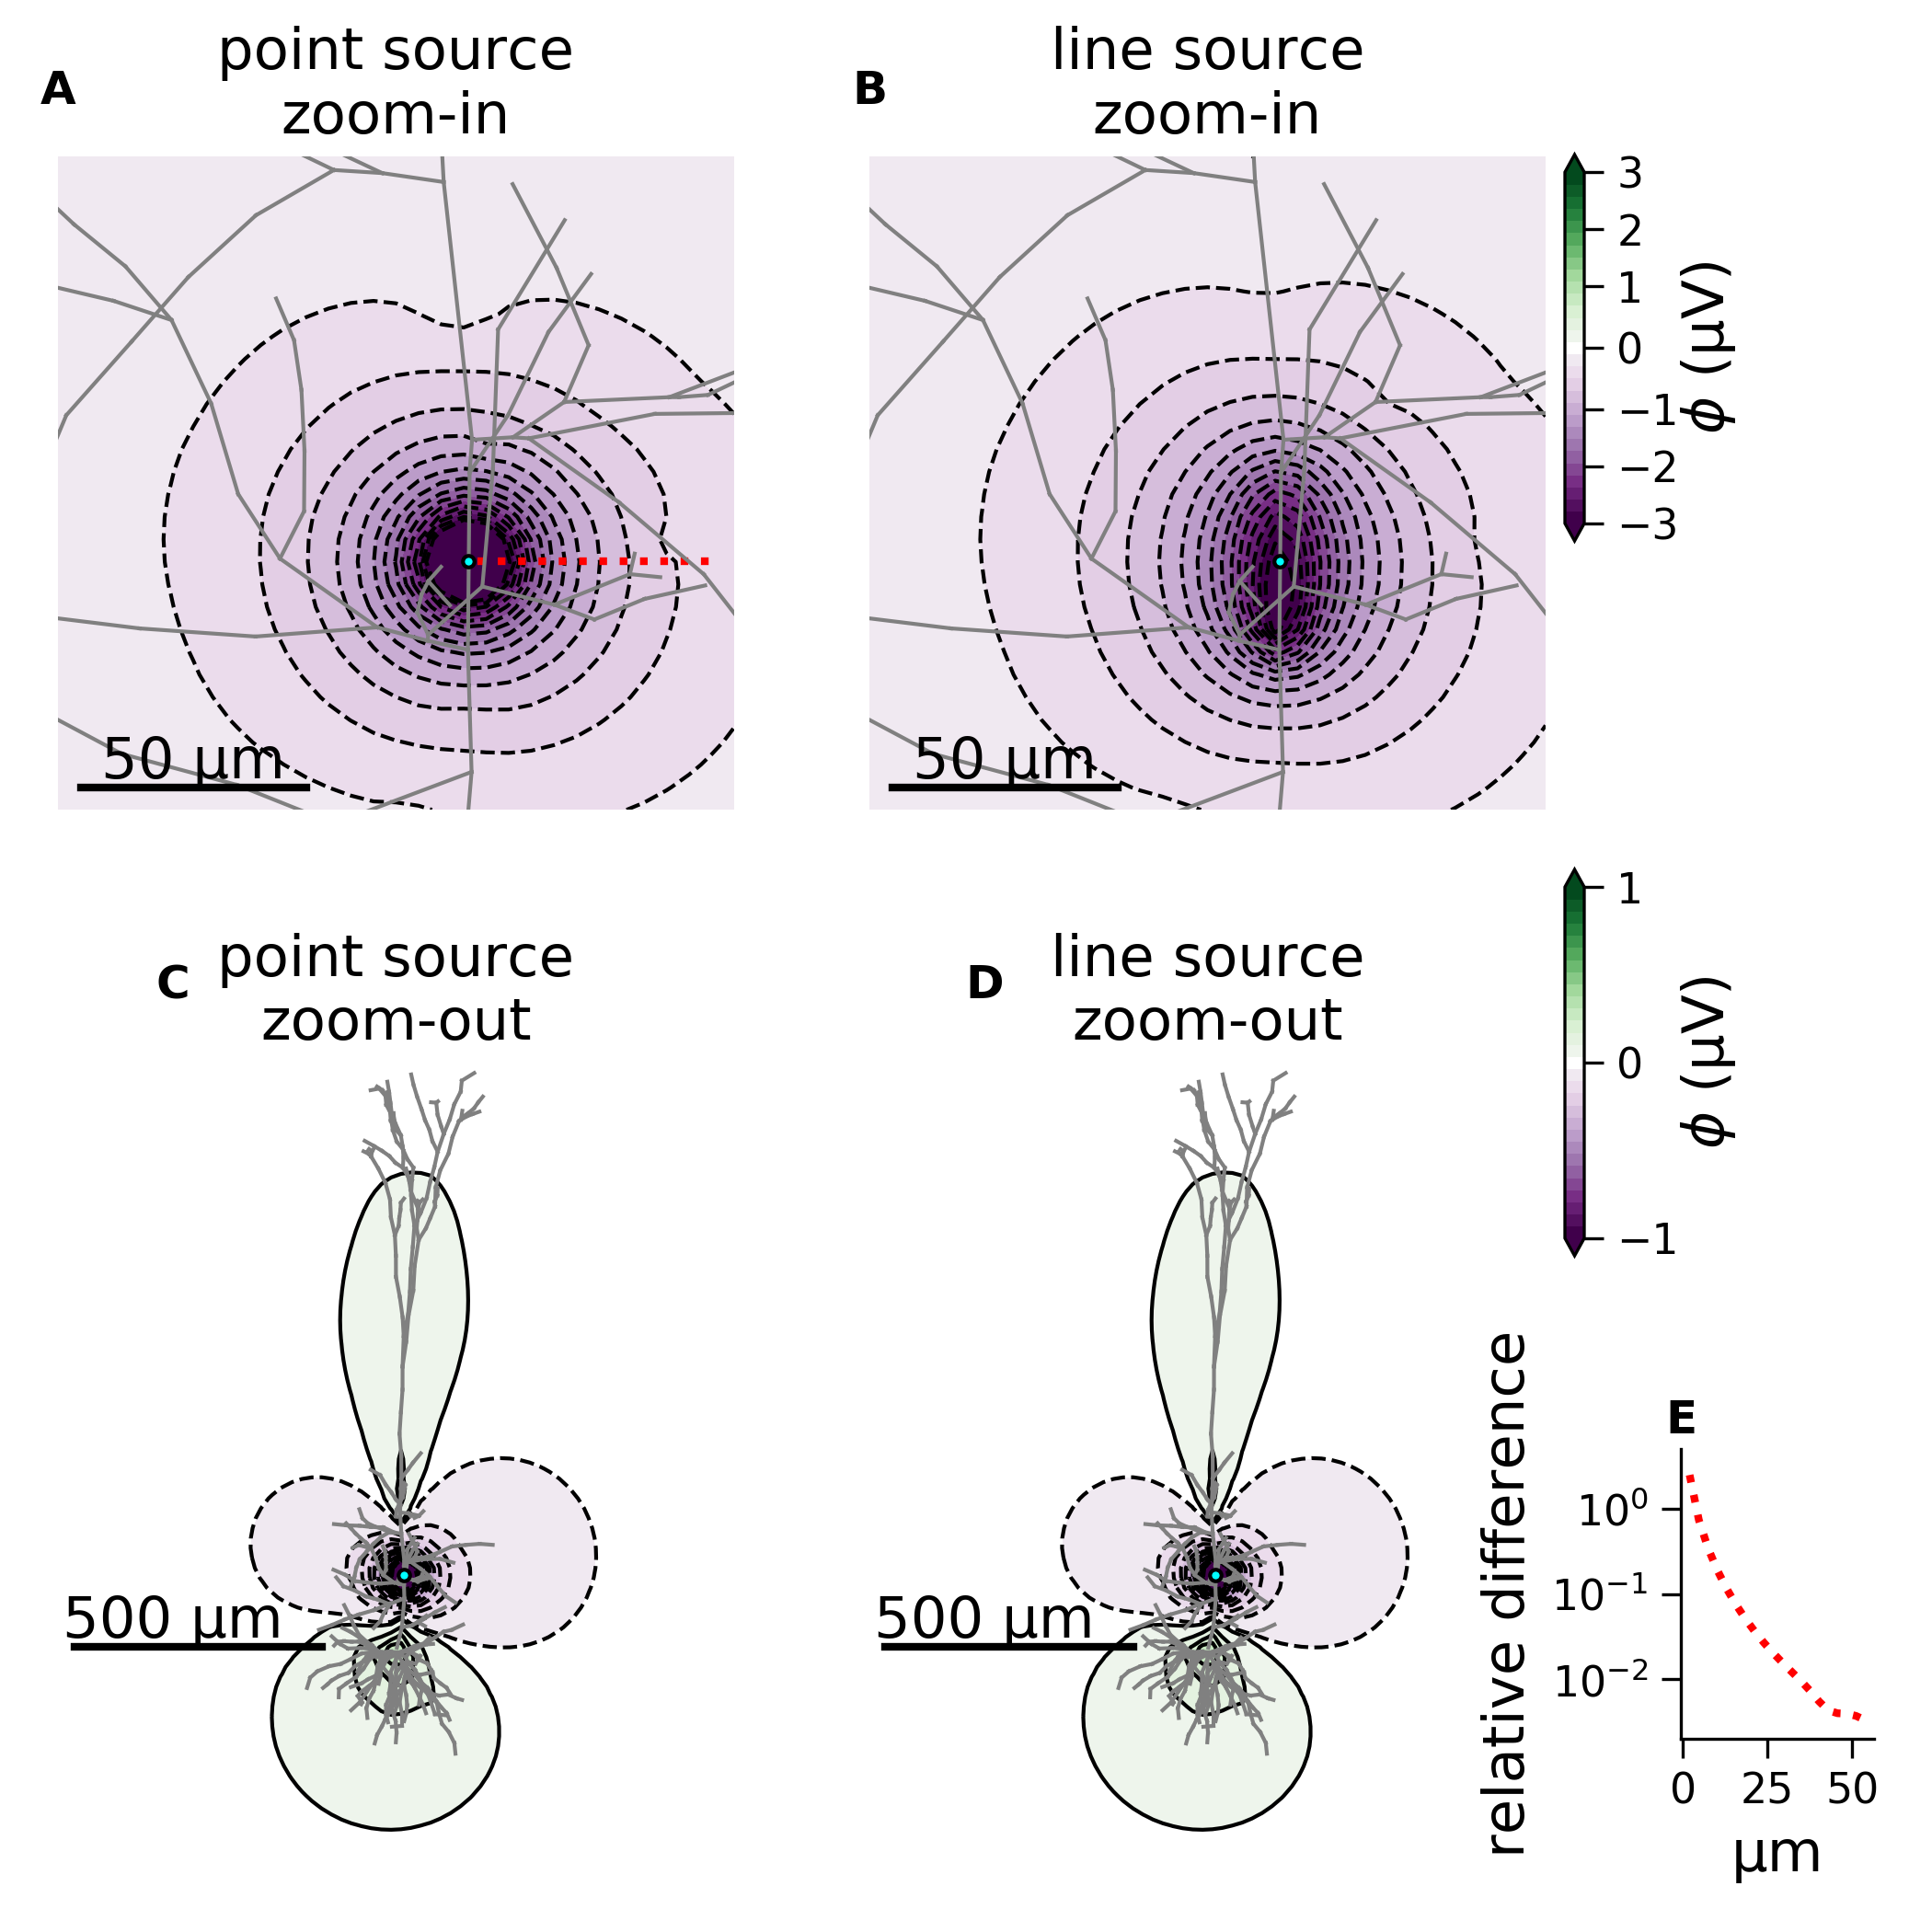 A
point source
zoom-in
B
line source
zoom-in
3
2
1
0
−1
−2
−3
ϕ (μV)
50 μm
50 μm
C
point source
zoom-out
D
line source
zoom-out
1
0
−1
ϕ (μV)
500 μm
500 μm
E
relative difference
10⁰
10⁻¹
10⁻²
0 25 50
μm